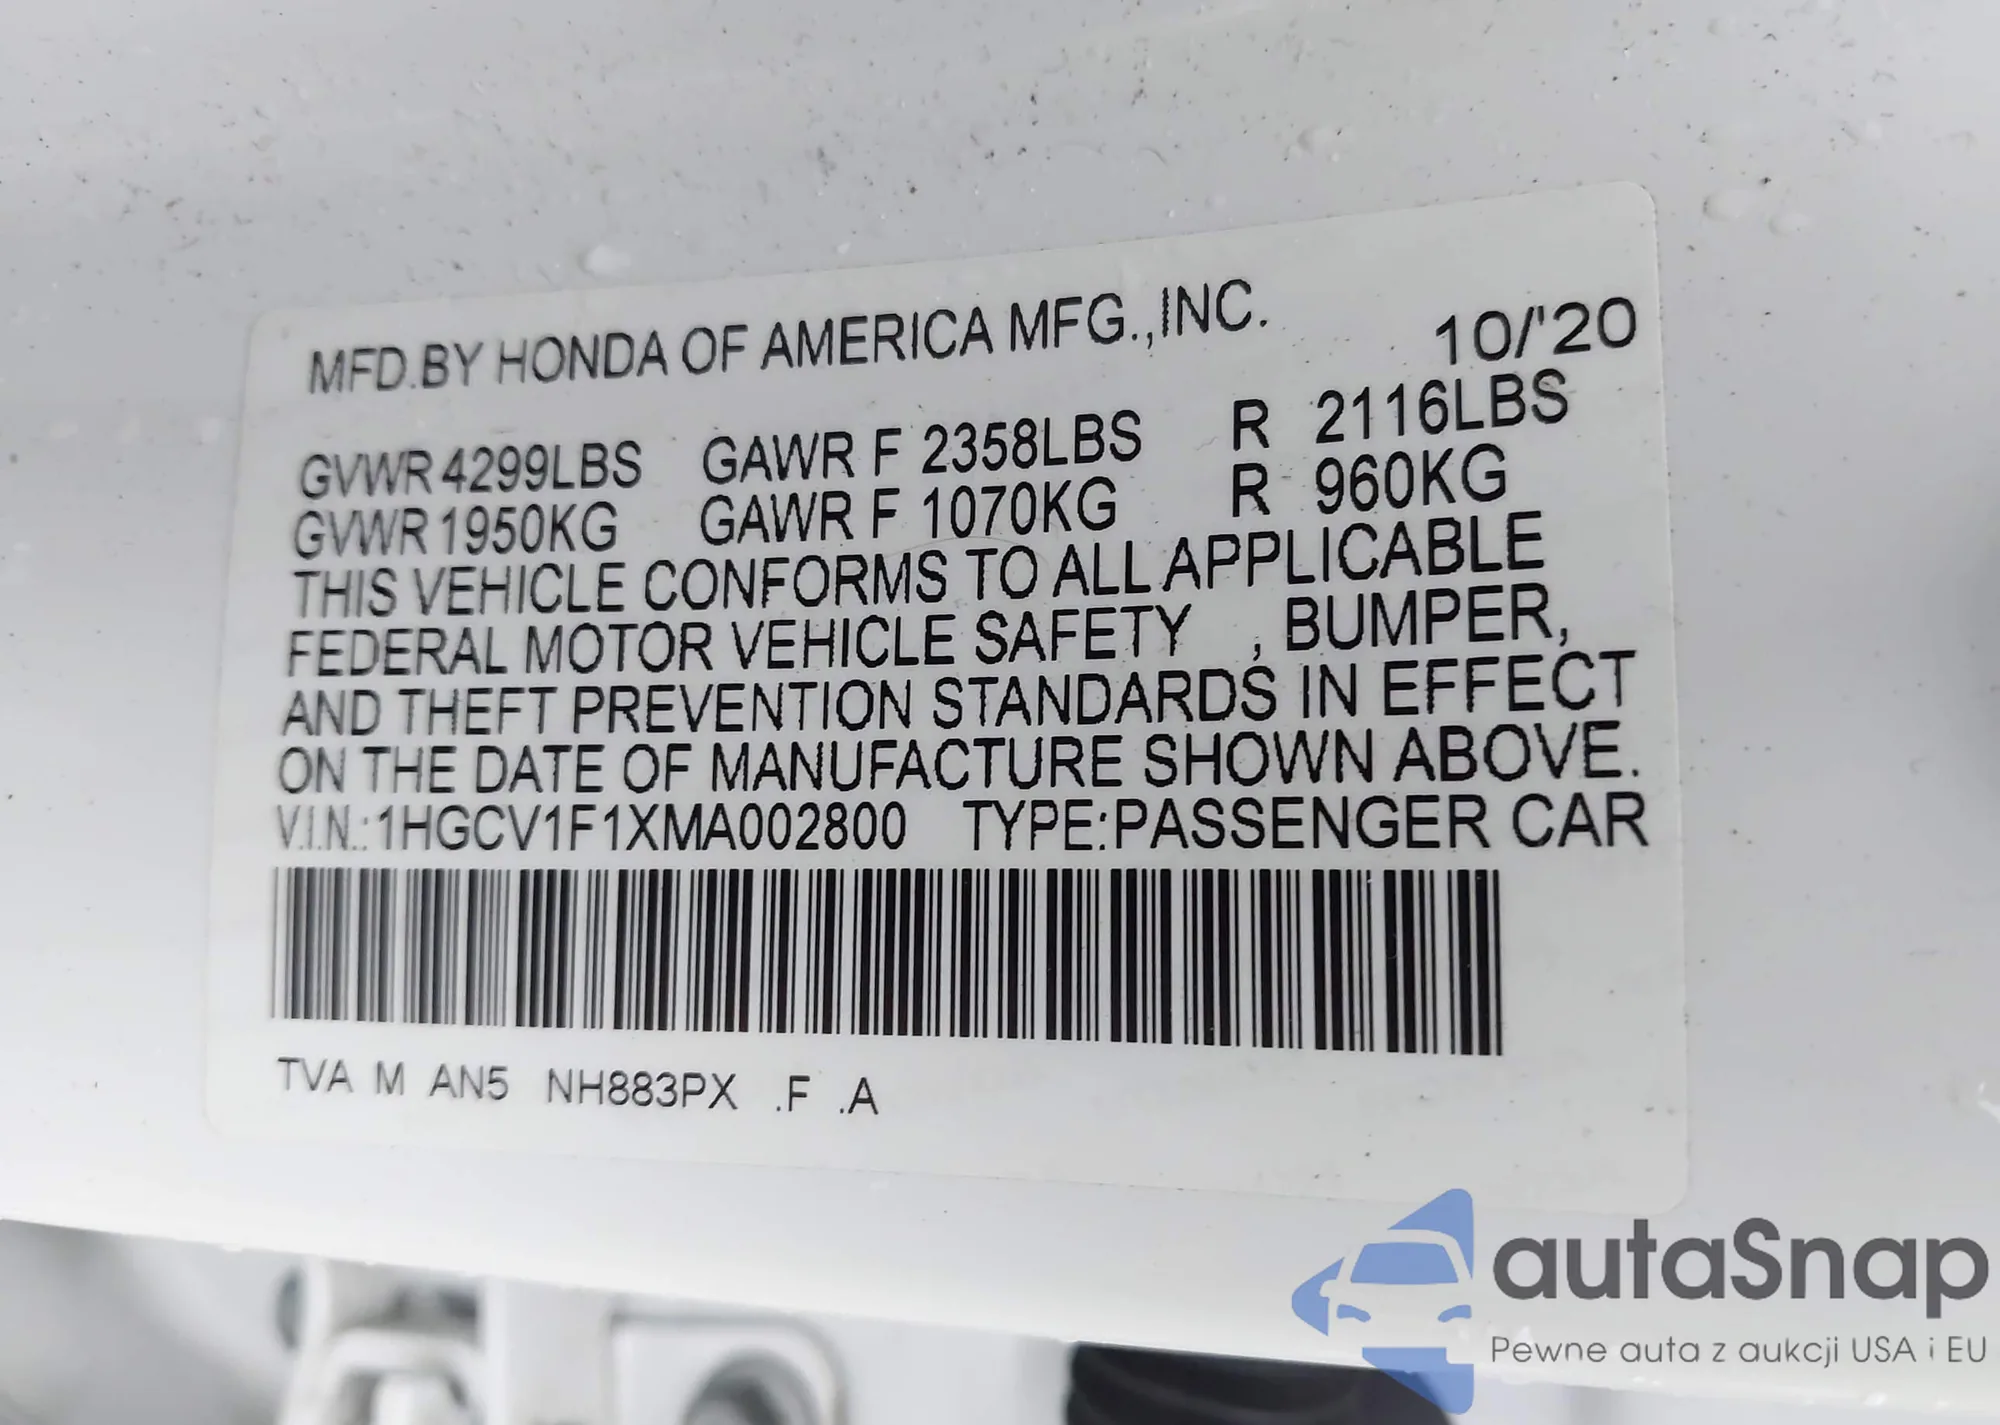 MFD.BY HONDA OF AMERICA MFG.,INC. 10/'20
GVWR 4299LBS GAWR F 2358LBS R 2116LBS
GVWR 1950KG GAWR F 1070KG R 960KG
THIS VEHICLE CONFORMS TO ALL APPLICABLE
FEDERAL MOTOR VEHICLE SAFETY , BUMPER,
AND THEFT PREVENTION STANDARDS IN EFFECT
ON THE DATE OF MANUFACTURE SHOWN ABOVE.
V.I.N.:1HGCV1F1XMA002800 TYPE:PASSENGER CAR
TVA M AN5 NH883PX .F .A
autaSnap
Pewne auta z aukcji USA i EU